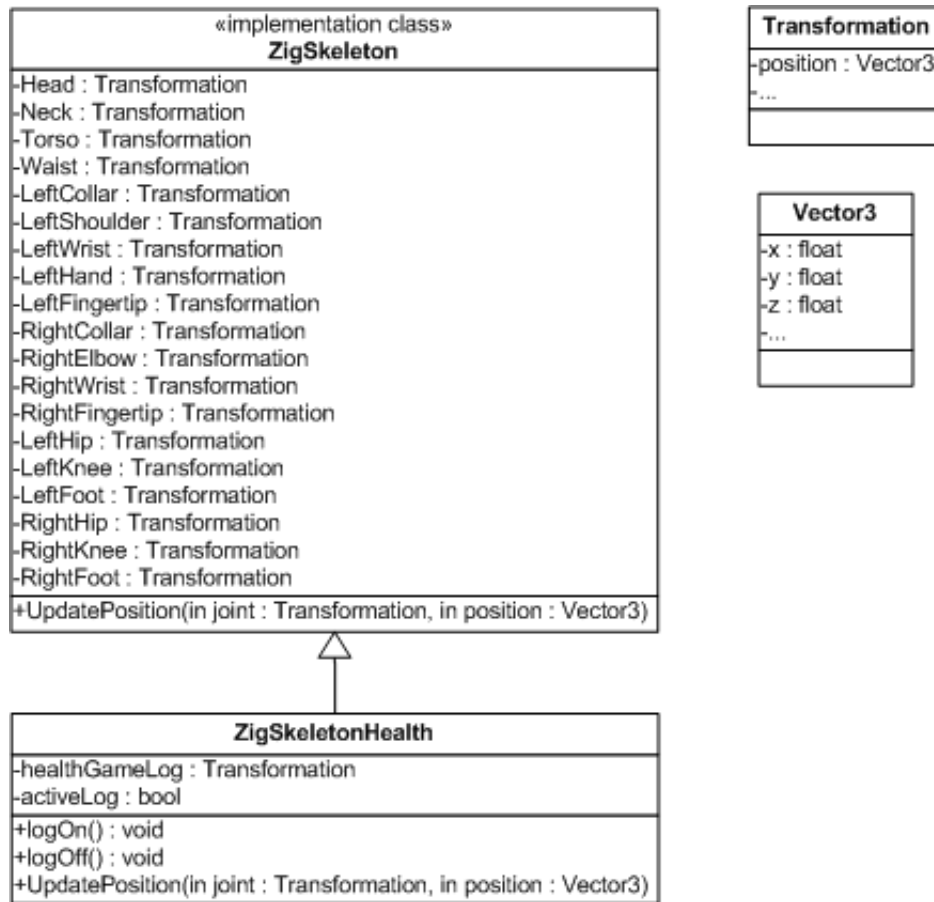 «implementation class»
ZigSkeleton
-Head : Transformation
-Neck : Transformation
-Torso : Transformation
-Waist : Transformation
-LeftCollar : Transformation
-LeftShoulder : Transformation
-LeftWrist : Transformation
-LeftHand : Transformation
-LeftFingertip : Transformation
-RightCollar : Transformation
-RightElbow : Transformation
-RightWrist : Transformation
-RightFingertip : Transformation
-LeftHip : Transformation
-LeftKnee : Transformation
-LeftFoot : Transformation
-RightHip : Transformation
-RightKnee : Transformation
-RightFoot : Transformation
+UpdatePosition(in joint : Transformation, in position : Vector3)
Transformation
-position : Vector3
-...
Vector3
-x : float
-y : float
-z : float
-...
ZigSkeletonHealth
-healthGameLog : Transformation
-activeLog : bool
+logOn() : void
+logOff() : void
+UpdatePosition(in joint : Transformation, in position : Vector3)